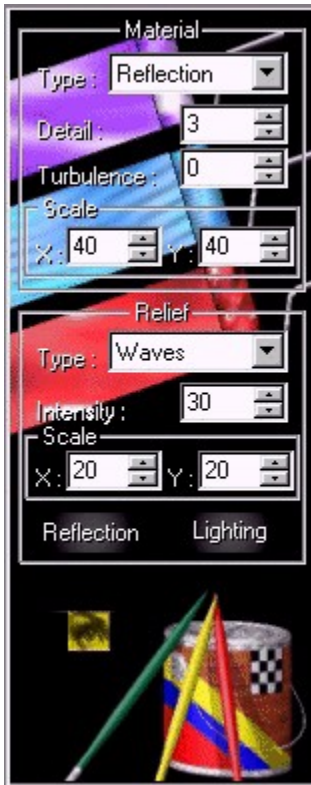 Material
Type : Reflection
Detail : 3
Turbulence : 0
Scale
X : 40 Y : 40
Relief
Type : Waves
Intensity : 30
Scale
X : 20 Y : 20
Reflection Lighting